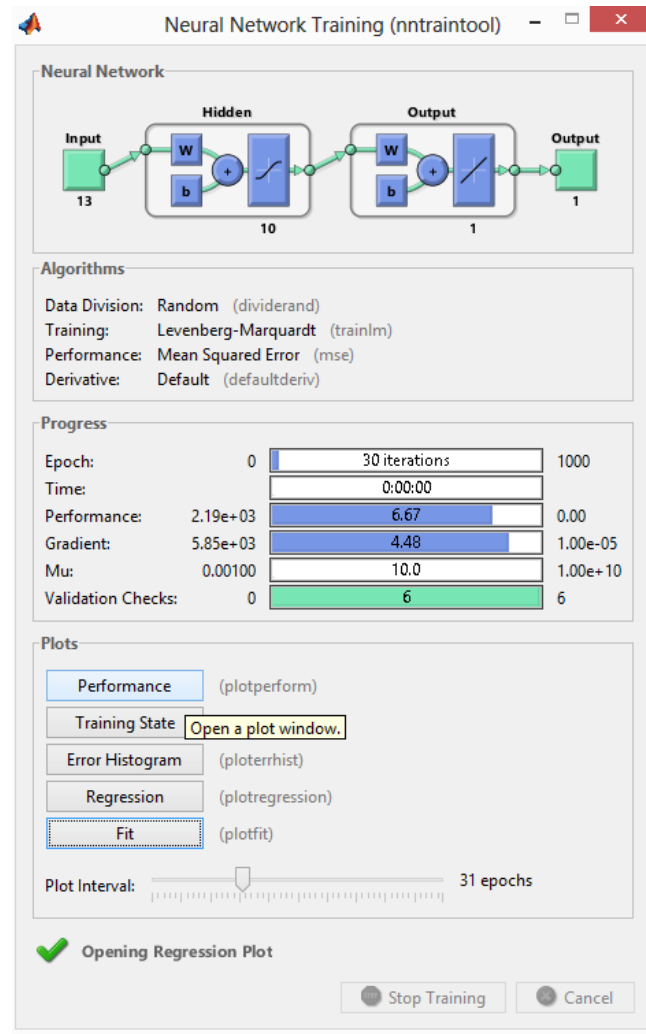 Neural Network Training (nntraintool)
Neural Network
Hidden Output
Input Output
W W
+ +
b b
13 1
10 1
Algorithms
Data Division: Random (dividerand)
Training: Levenberg-Marquardt (trainlm)
Performance: Mean Squared Error (mse)
Derivative: Default (defaultderiv)
Progress
Epoch: 0 30 iterations 1000
Time: 0:00:00
Performance: 2.19e+03 6.67 0.00
Gradient: 5.85e+03 4.48 1.00e-05
Mu: 0.00100 10.0 1.00e+10
Validation Checks: 0 6 6
Plots
Performance (plotperform)
Training State
Open a plot window.
Error Histogram (ploterrhist)
Regression (plotregression)
Fit (plotfit)
Plot Interval: 31 epochs
Opening Regression Plot
Stop Training Cancel